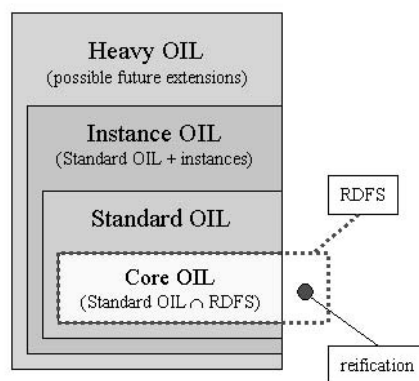 Heavy OIL
(possible future extensions)
Instance OIL
(Standard OIL + instances)
Standard OIL
RDFS
Core OIL
(Standard OIL ∩ RDFS)
reification